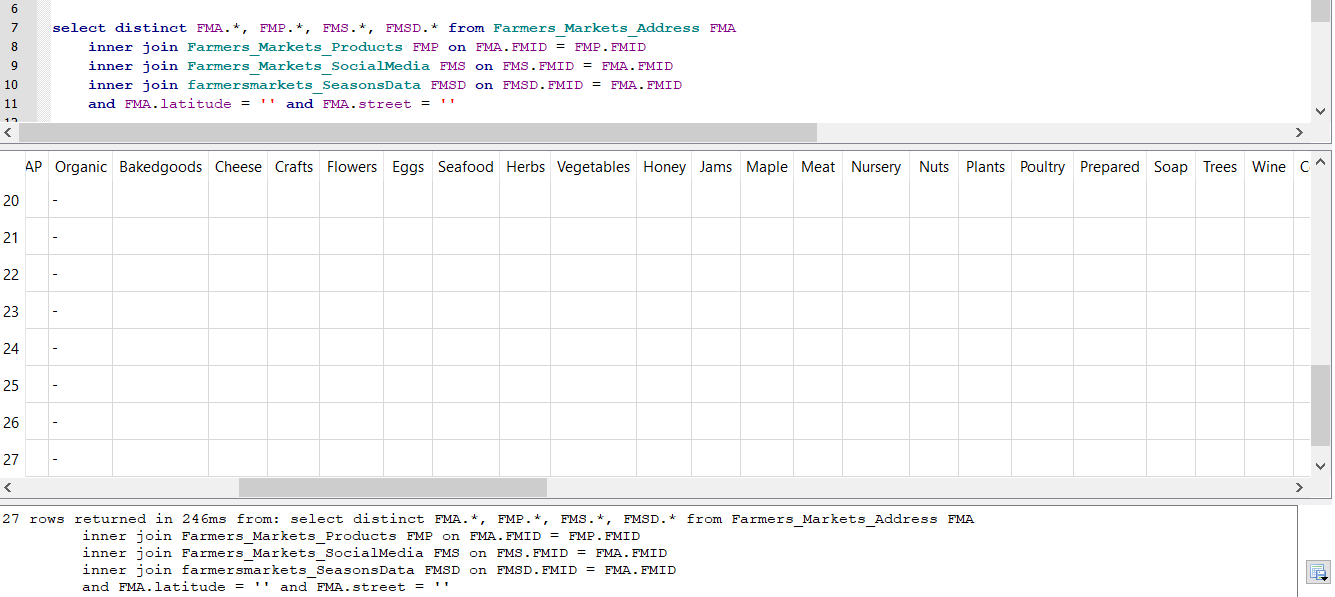 6
7 select distinct FMA.*, FMP.*, FMS.*, FMSD.* from Farmers_Markets_Address FMA
8 inner join Farmers_Markets_Products FMP on FMA.FMID = FMP.FMID
9 inner join Farmers_Markets_SocialMedia FMS on FMS.FMID = FMA.FMID
10 inner join farmersmarkets_SeasonsData FMSD on FMSD.FMID = FMA.FMID
11 and FMA.latitude = '' and FMA.street = ''
AP Organic Bakedgoods Cheese Crafts Flowers Eggs Seafood Herbs Vegetables Honey Jams Maple Meat Nursery Nuts Plants Poultry Prepared Soap Trees Wine
20 -
21 -
22 -
23 -
24 -
25 -
26 -
27 -
27 rows returned in 246ms from: select distinct FMA.*, FMP.*, FMS.*, FMSD.* from Farmers_Markets_Address FMA
inner join Farmers_Markets_Products FMP on FMA.FMID = FMP.FMID
inner join Farmers_Markets_SocialMedia FMS on FMS.FMID = FMA.FMID
inner join farmersmarkets_SeasonsData FMSD on FMSD.FMID = FMA.FMID
and FMA.latitude = '' and FMA.street = ''